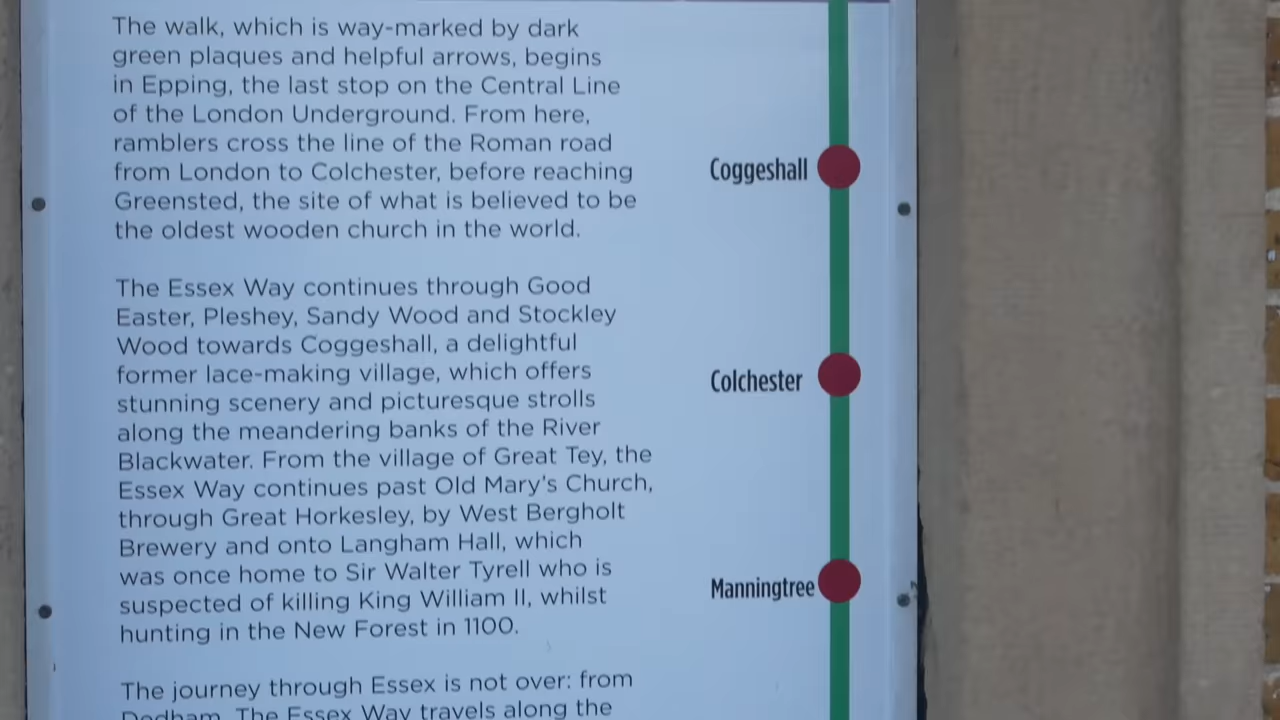 The walk, which is way-marked by dark
green plaques and helpful arrows, begins
in Epping, the last stop on the Central Line
of the London Underground. From here,
ramblers cross the line of the Roman road
from London to Colchester, before reaching
Greensted, the site of what is believed to be
the oldest wooden church in the world.
The Essex Way continues through Good
Easter, Pleshey, Sandy Wood and Stockley
Wood towards Coggeshall, a delightful
former lace-making village, which offers
stunning scenery and picturesque strolls
along the meandering banks of the River
Blackwater. From the village of Great Tey, the
Essex Way continues past Old Mary's Church,
through Great Horkesley, by West Bergholt
Brewery and onto Langham Hall, which
was once home to Sir Walter Tyrell who is
suspected of killing King William II, whilst
hunting in the New Forest in 1100.
The journey through Essex is not over: from
Dedham, The Essex Way travels along the
Coggeshall
Colchester
Manningtree